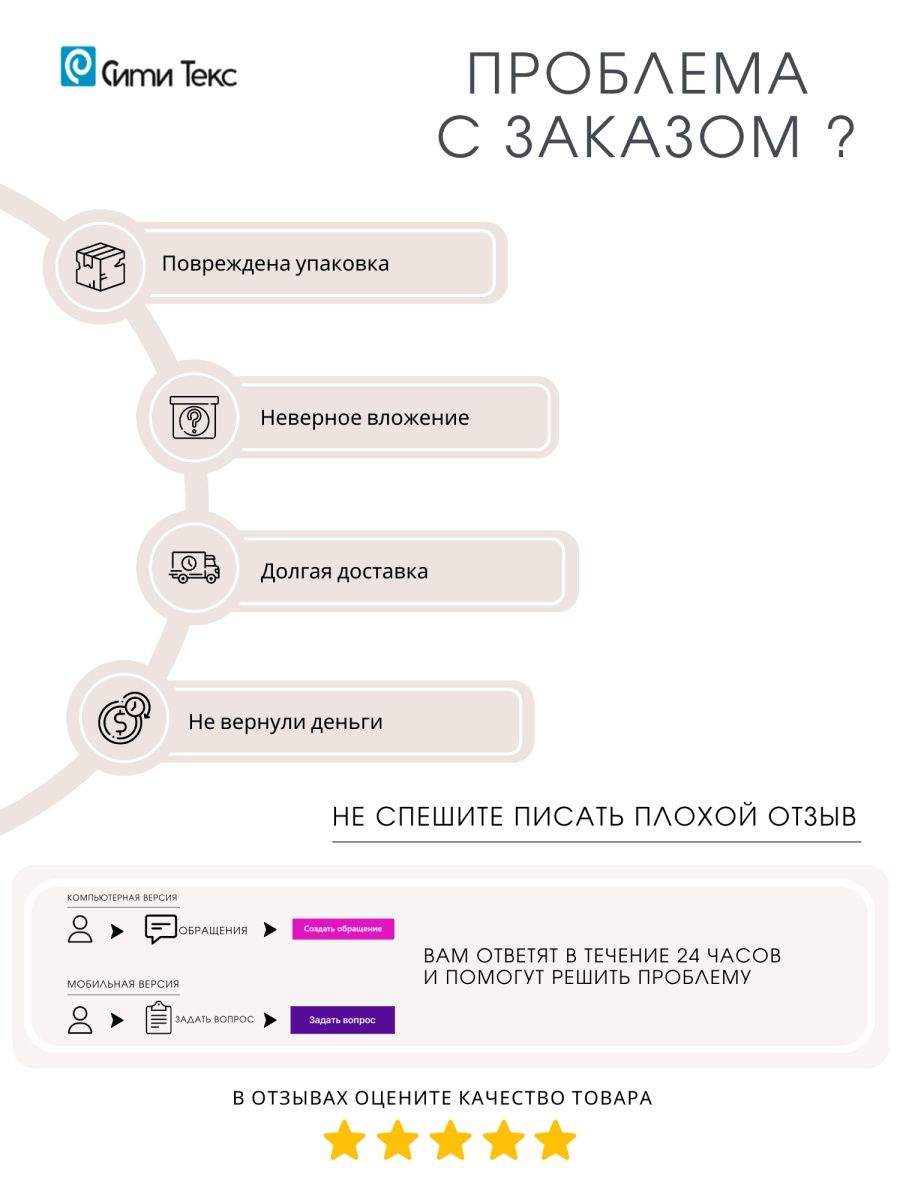 Сити Текс
ПРОБЛЕМА
С ЗАКАЗОМ ?
Повреждена упаковка
Неверное вложение
Долгая доставка
Не вернули деньги
НЕ СПЕШИТЕ ПИСАТЬ ПЛОХОЙ ОТЗЫВ
КОМПЬЮТЕРНАЯ ВЕРСИЯ
ОБРАЩЕНИЯ
Создать обращение
МОБИЛЬНАЯ ВЕРСИЯ
ЗАДАТЬ ВОПРОС
Задать вопрос
ВАМ ОТВЕТЯТ В ТЕЧЕНИЕ 24 ЧАСОВ
И ПОМОГУТ РЕШИТЬ ПРОБЛЕМУ
В ОТЗЫВАХ ОЦЕНИТЕ КАЧЕСТВО ТОВАРА